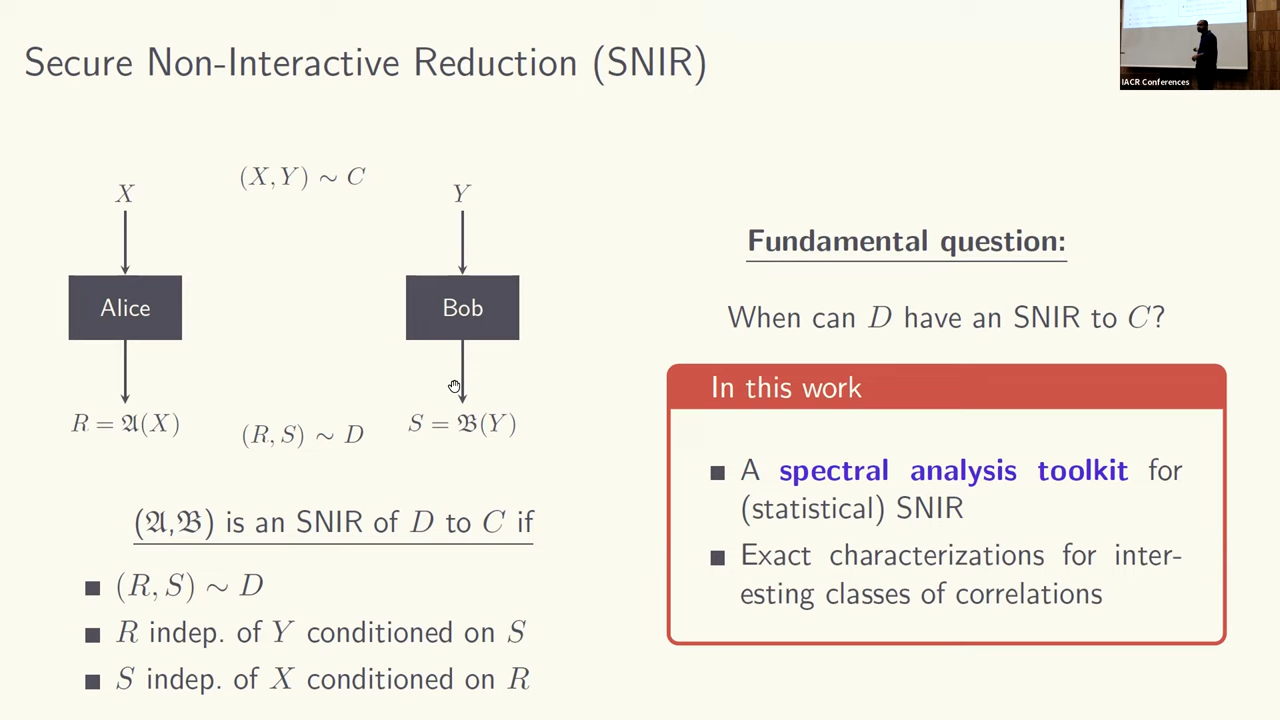 Secure Non-Interactive Reduction (SNIR)
IACR Conferences
(X, Y) ∼ C
X
Y
Alice
Bob
R = 𝔄(X)
(R, S) ∼ D
S = 𝔅(Y)
(𝔄,𝔅) is an SNIR of D to C if
■ (R, S) ∼ D
■ R indep. of Y conditioned on S
■ S indep. of X conditioned on R
Fundamental question:
When can D have an SNIR to C?
In this work
■ A spectral analysis toolkit for
(statistical) SNIR
■ Exact characterizations for inter-
esting classes of correlations